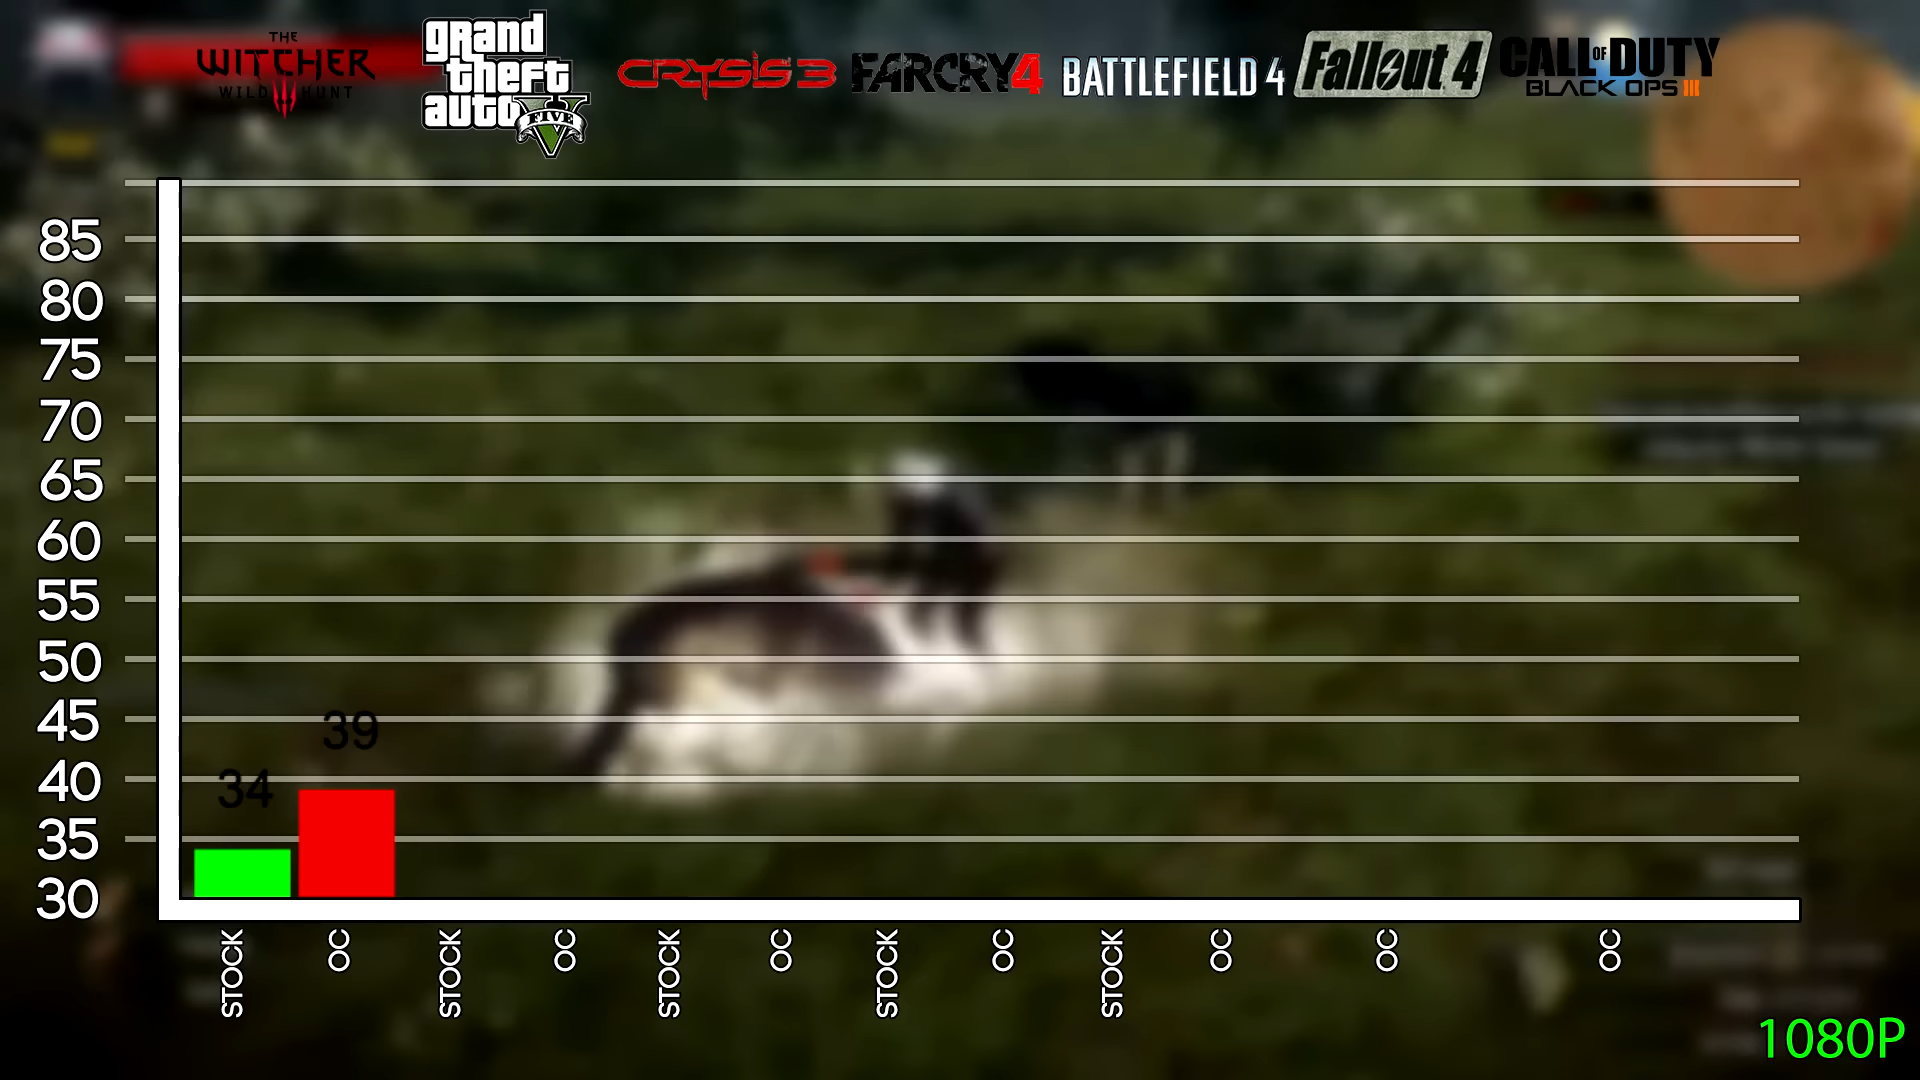 THE
WITCHER
WILD HUNT
grand
theft
auto
FIVE
CRYSIS 3
FARCRY4
BATTLEFIELD 4
Fallout 4
CALL OF DUTY
BLACK OPS III
85
80
75
70
65
60
55
50
45
40
35
30
34
39
STOCK
OC
STOCK
OC
STOCK
OC
STOCK
OC
STOCK
OC
OC
OC
1080P